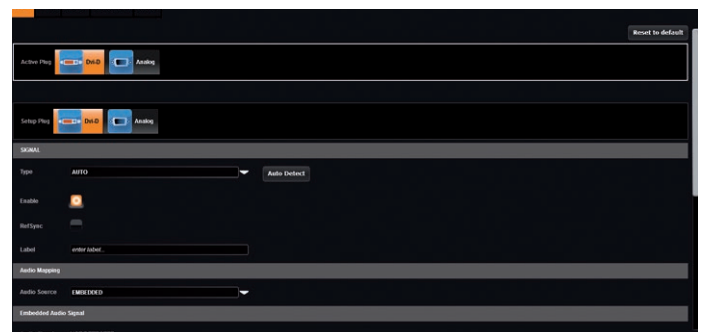 Reset to default
Active Plug DVI-D Analog
Setup Plug DVI-D Analog
SIGNAL
Type AUTO Auto Detect
Enable
RefSync
Label enter label...
Audio Mapping
Audio Source EMBEDDED
Embedded Audio Signal